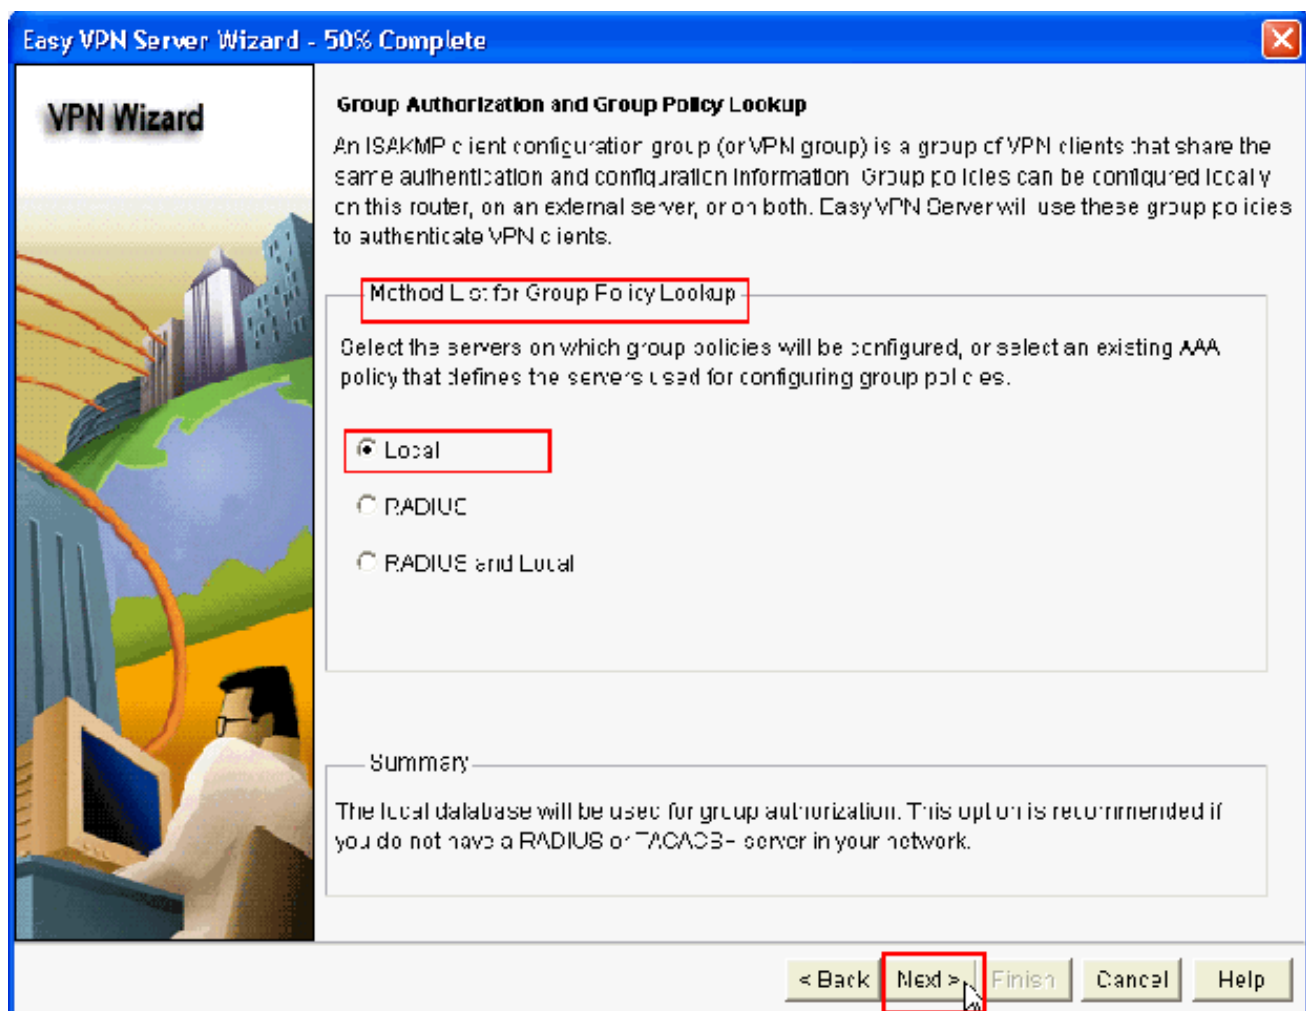 Easy VPN Server Wizard - 50% Complete
VPN Wizard
Group Authorization and Group Policy Lookup
An ISAKMP client configuration group (or VPN group) is a group of VPN clients that share the
same authentication and configuration information. Group policies can be configured locally
on this router, on an external server, or on both. Easy VPN Server will use these group policies
to authenticate VPN clients.
Method List for Group Policy Lookup
Select the servers on which group policies will be configured, or select an existing AAA
policy that defines the servers used for configuring group policies.
Local
RADIUS
RADIUS and Local
Summary
The local database will be used for group authorization. This option is recommended if
you do not have a RADIUS or TACACS+ server in your network.
< Back Next > Finish Cancel Help